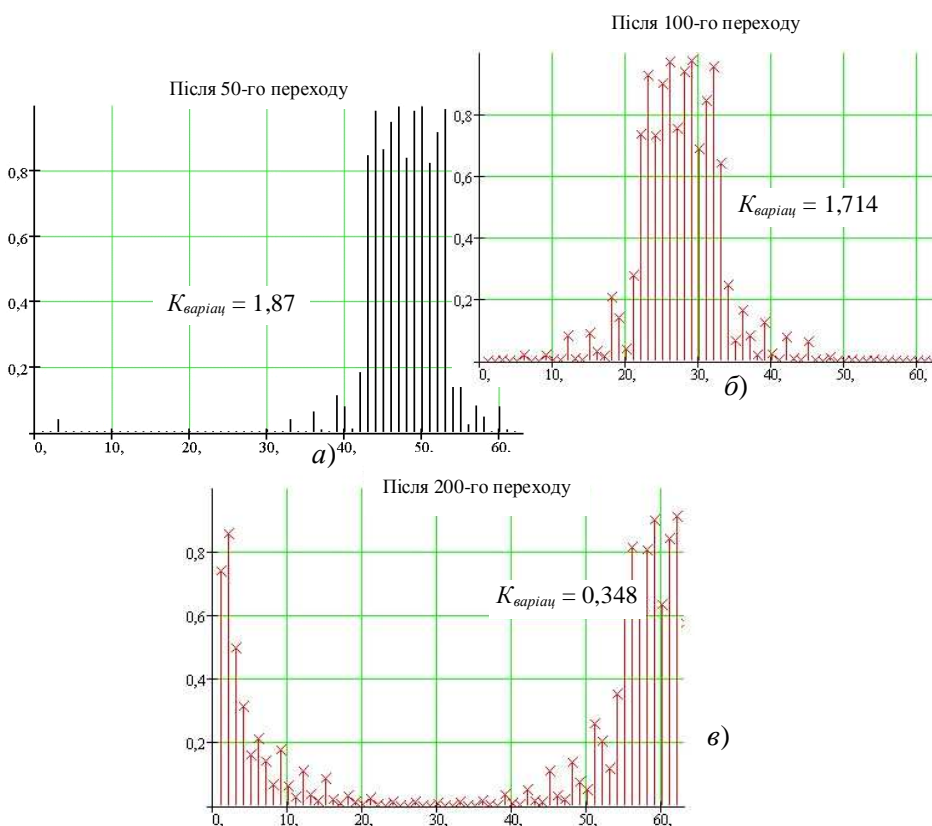 Після 50-го переходу
0,8
0,6
0,4
0,2
Kваріац = 1,87
0, 10, 20, 30, 40, 50. 60.
а)
Після 100-го переходу
0,8
0,6
0,4
0,2
Kваріац = 1,714
0, 10, 20, 30, 40, 50, 60,
б)
Після 200-го переходу
0,8
0,6
0,4
0,2
Kваріац = 0,348
0, 10, 20, 30, 40, 50, 60,
в)